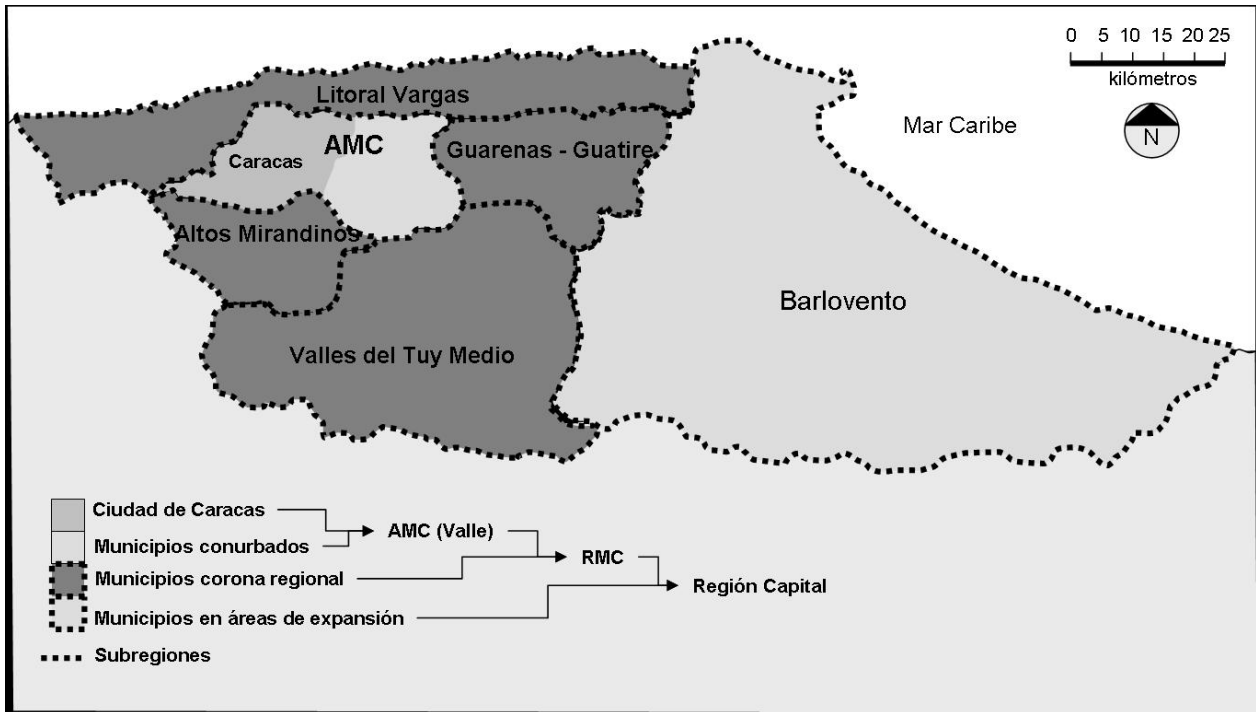 0 5 10 15 20 25
kilómetros
N
Mar Caribe
Litoral Vargas
AMC
Caracas
Guarenas - Guatire
Altos Mirandinos
Barlovento
Valles del Tuy Medio
Ciudad de Caracas
AMC (Valle)
Municipios conurbados
RMC
Municipios corona regional
Región Capital
Municipios en áreas de expansión
Subregiones